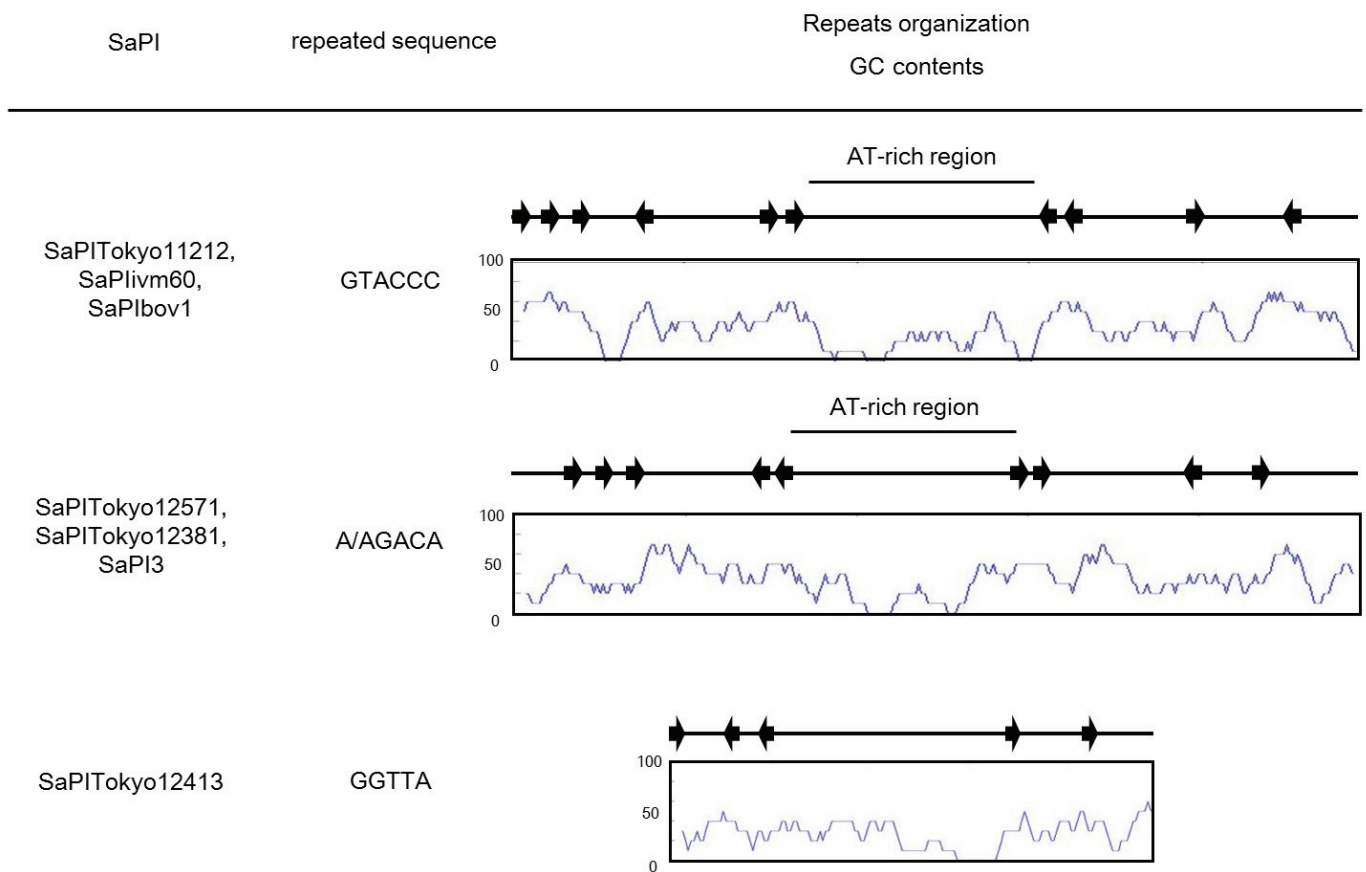 SaPI
repeated sequence
Repeats organization
GC contents
AT-rich region
SaPITokyo11212,
SaPIivm60,
SaPIbov1
GTACCC
100
50
0
AT-rich region
SaPITokyo12571,
SaPITokyo12381,
SaPI3
A/AGACA
100
50
0
SaPITokyo12413
GGTTA
100
50
0